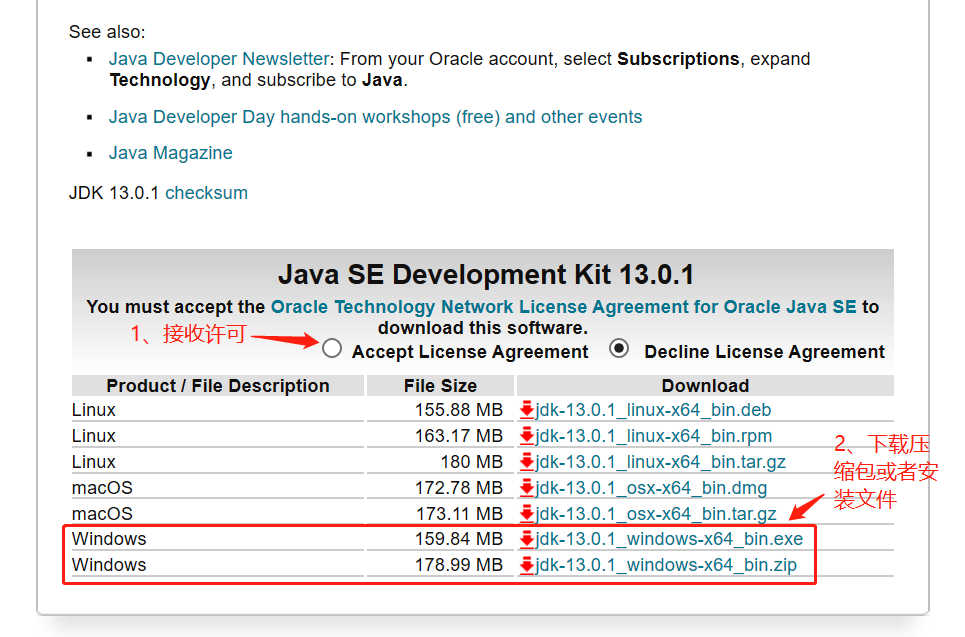 See also:
Java Developer Newsletter: From your Oracle account, select Subscriptions, expand
Technology, and subscribe to Java.
Java Developer Day hands-on workshops (free) and other events
Java Magazine
JDK 13.0.1 checksum
Java SE Development Kit 13.0.1
You must accept the Oracle Technology Network License Agreement for Oracle Java SE to
download this software.
1、接收许可
Accept License Agreement Decline License Agreement
Product / File Description File Size Download
Linux 155.88 MB jdk-13.0.1_linux-x64_bin.deb
Linux 163.17 MB jdk-13.0.1_linux-x64_bin.rpm
Linux 180 MB jdk-13.0.1_linux-x64_bin.tar.gz
macOS 172.78 MB jdk-13.0.1_osx-x64_bin.dmg
macOS 173.11 MB jdk-13.0.1_osx-x64_bin.tar.gz
Windows 159.84 MB jdk-13.0.1_windows-x64_bin.exe
Windows 178.99 MB jdk-13.0.1_windows-x64_bin.zip
2、下载压
缩包或者安
装文件